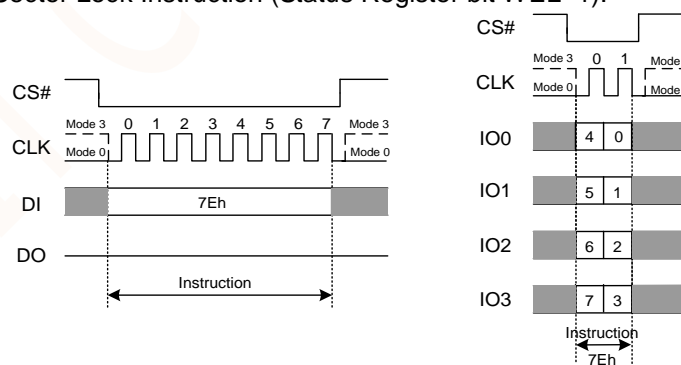 Sector Lock Instruction (Status Register bit WEL=1).
CS#
Mode 3 0 1 2 3 4 5 6 7 Mode 3
CLK
Mode 0 Mode 0
DI
7Eh
DO
Instruction
CS#
Mode 3 0 1 Mode
CLK
Mode 0 Mode
IO0
4 0
IO1
5 1
IO2
6 2
IO3
7 3
Instruction
7Eh